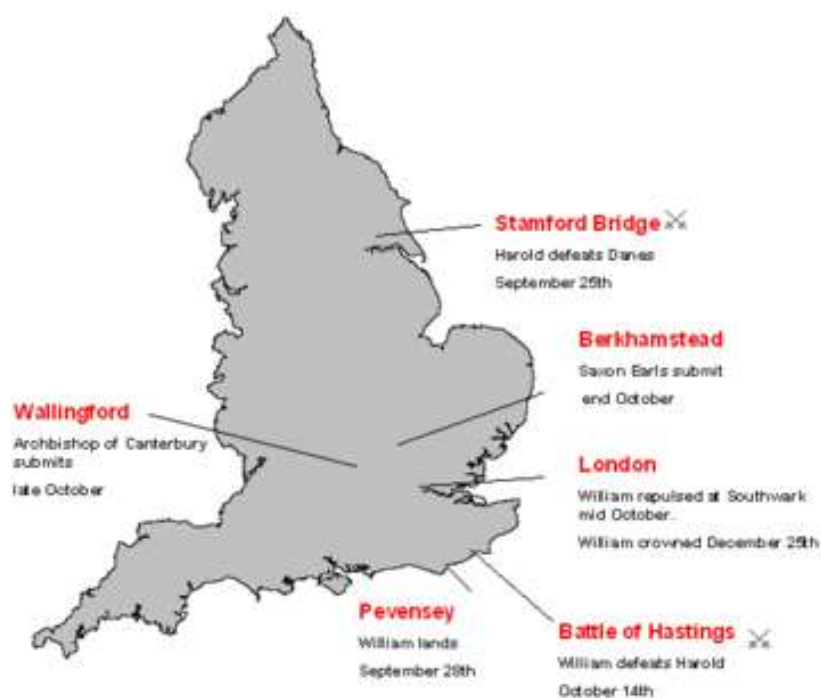 Stamford Bridge
Harold defeats Danes
September 25th
Berkhamstead
Saxon Earls submit
end October
Wallingford
Archbishop of Canterbury
submits
late October
London
William repulsed at Southwark
mid October.
William crowned December 25th
Pevensey
William lands
September 28th
Battle of Hastings
William defeats Harold
October 14th